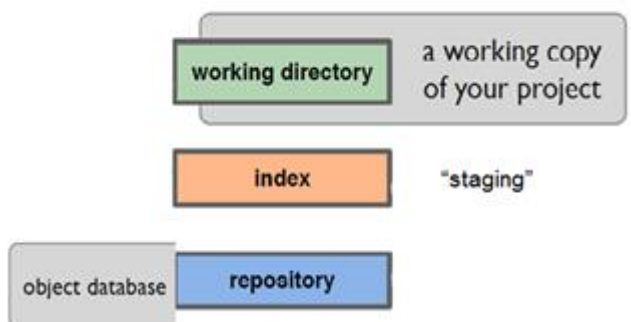 working directory
a working copy
of your project
index
“staging”
object database
repository